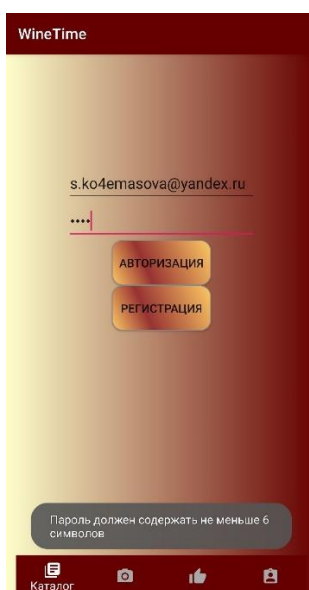 WineTime
s.ko4emasova@yandex.ru
••••
АВТОРИЗАЦИЯ
РЕГИСТРАЦИЯ
Пароль должен содержать не меньше 6
символов
Каталог